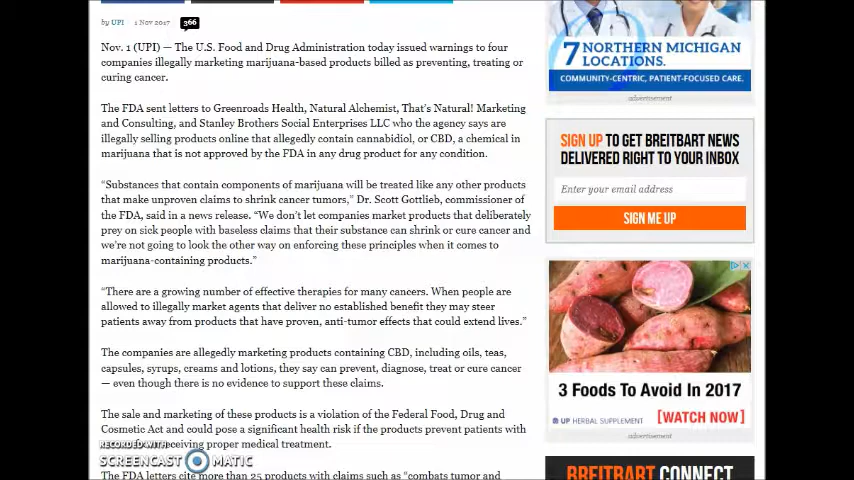 by UPI 1 Nov 2017 366
Nov. 1 (UPI) — The U.S. Food and Drug Administration today issued warnings to four
companies illegally marketing marijuana-based products billed as preventing, treating or
curing cancer.
The FDA sent letters to Greenroads Health, Natural Alchemist, That's Natural! Marketing
and Consulting, and Stanley Brothers Social Enterprises LLC who the agency says are
illegally selling products online that allegedly contain cannabidiol, or CBD, a chemical in
marijuana that is not approved by the FDA in any drug product for any condition.
“Substances that contain components of marijuana will be treated like any other products
that make unproven claims to shrink cancer tumors,” Dr. Scott Gottlieb, commissioner of
the FDA, said in a news release. “We don’t let companies market products that deliberately
prey on sick people with baseless claims that their substance can shrink or cure cancer and
we’re not going to look the other way on enforcing these principles when it comes to
marijuana-containing products.”
“There are a growing number of effective therapies for many cancers. When people are
allowed to illegally market agents that deliver no established benefit they may steer
patients away from products that have proven, anti-tumor effects that could extend lives.”
The companies are allegedly marketing products containing CBD, including oils, teas,
capsules, syrups, creams and lotions, they say can prevent, diagnose, treat or cure cancer
— even though there is no evidence to support these claims.
The sale and marketing of these products is a violation of the Federal Food, Drug and
Cosmetic Act and could pose a significant health risk if the products prevent patients with
receiving proper medical treatment.
The FDA letters cite more than 25 products with claims such as “combats tumor and
RECORDED WITH
SCREENCAST MATIC
7 NORTHERN MICHIGAN
LOCATIONS.
COMMUNITY-CENTRIC, PATIENT-FOCUSED CARE.
advertisement
SIGN UP TO GET BREITBART NEWS
DELIVERED RIGHT TO YOUR INBOX
Enter your email address
SIGN ME UP
3 Foods To Avoid In 2017
UP HERBAL SUPPLEMENT [WATCH NOW]
advertisement
BREITBART CONNECT